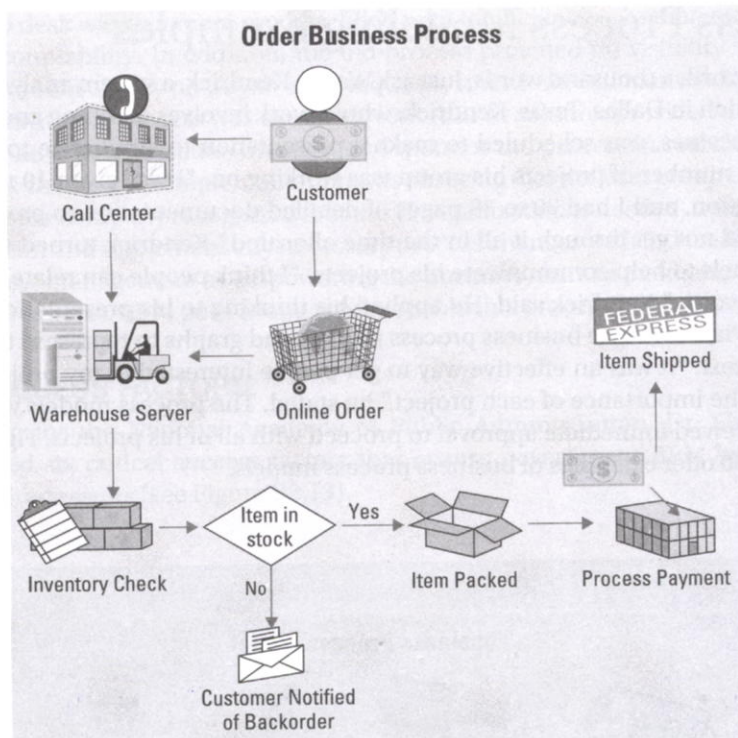 Order Business Process
Call Center
Customer
FEDERAL
EXPRESS
Item Shipped
Warehouse Server
Online Order
Item in
stock
Yes
Inventory Check
No
Item Packed
Process Payment
Customer Notified
of Backorder